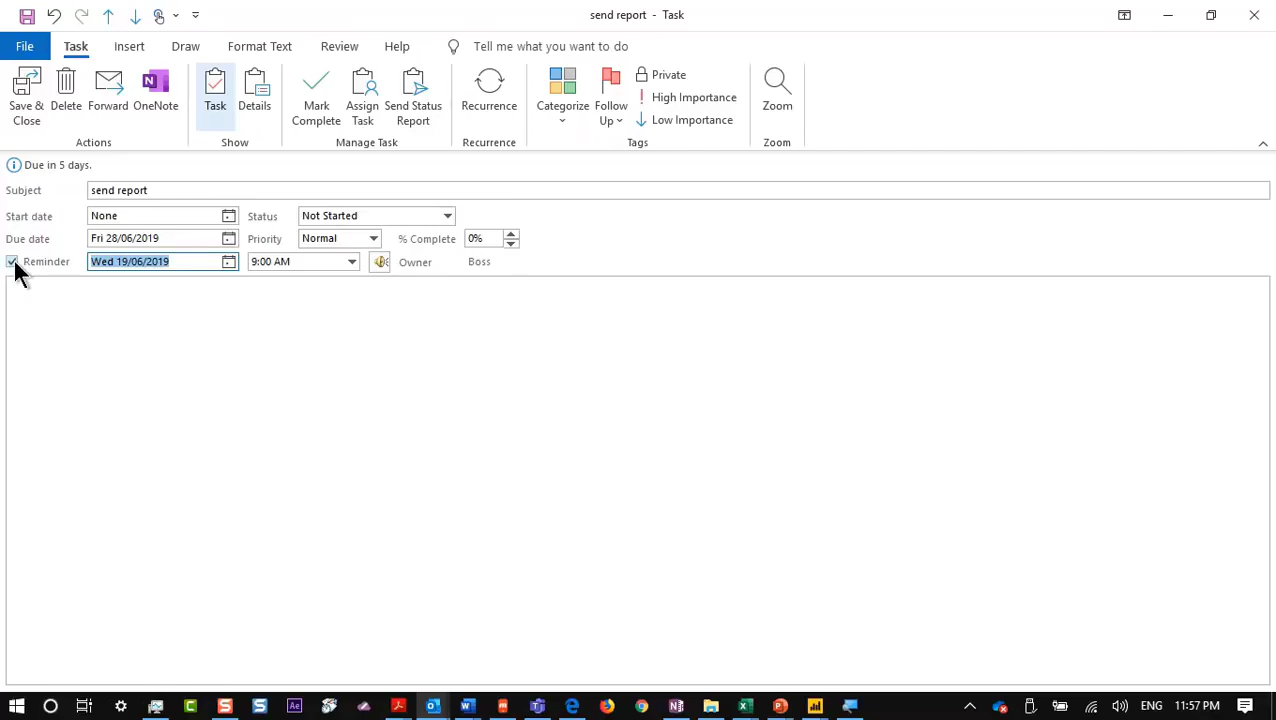 send report - Task
File Task Insert Draw Format Text Review Help Tell me what you want to do
Save & Close Delete Forward OneNote Task Details Mark Complete Assign Task Send Status Report Recurrence Categorize Follow Up Private High Importance Low Importance Zoom
Actions Show Manage Task Recurrence Tags Zoom
Due in 5 days.
Subject send report
Start date None Status Not Started
Due date Fri 28/06/2019 Priority Normal % Complete 0%
Reminder Wed 19/06/2019 9:00 AM Owner Boss
ENG 11:57 PM